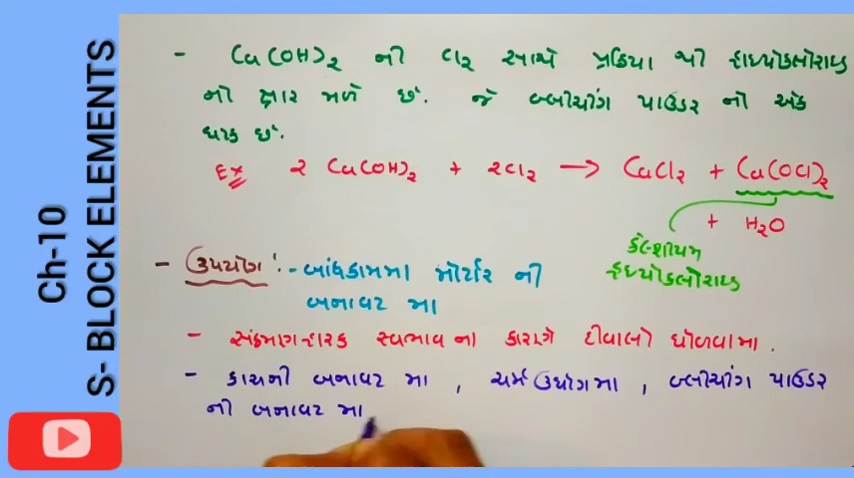 Ch-10
S- BLOCK ELEMENTS
- Ca(OH)₂ ની Cl₂ સાથે પ્રક્રિયા થી હાઇપોક્લોરાઇડ
નો ક્ષાર મળે છે. જે બ્લીચીંગ પાઉડર નો એક
ઘટક છે.
Ex 2 Ca(OH)₂ + 2Cl₂ → CaCl₂ + Ca(OCl)₂
+ H₂O
કેલ્શીયમ
હાઇપોક્લોરાઇડ
- ઉપયોગ :- બાંધકામમા મોર્ટાર ની
બનાવટ મા
- સંક્રમણહારક સ્વભાવ ના કારણે દીવાલો ધોળવામા.
- કાચની બનાવટ મા , ચર્મ ઉદ્યોગમા , બ્લીચીંગ પાઉડર
ની બનાવટ મા